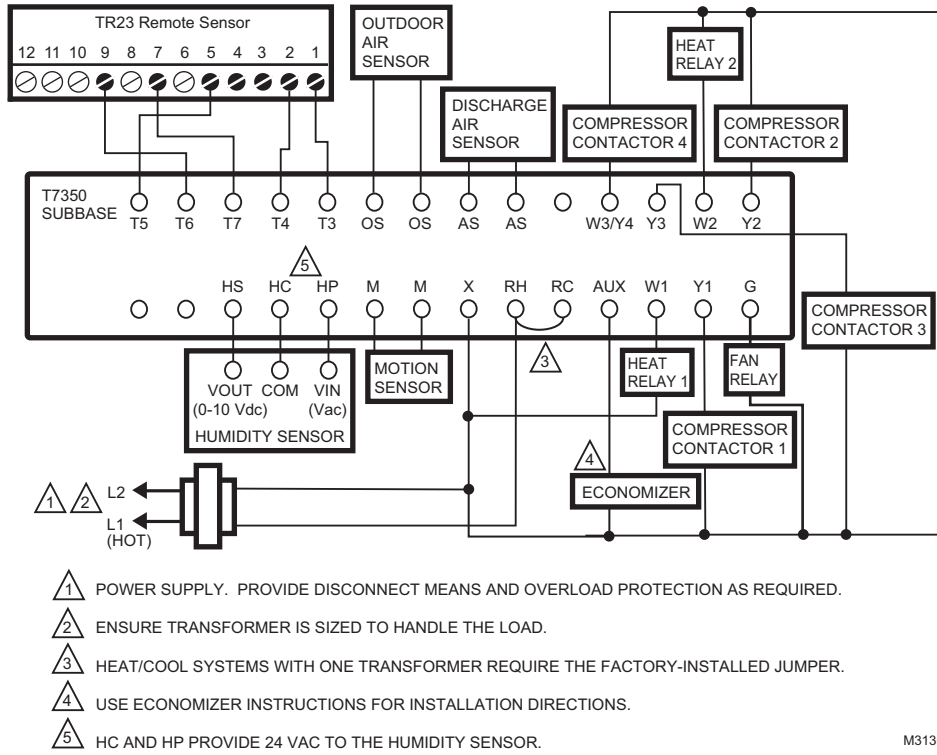 TR23 Remote Sensor
12 11 10 9 8 7 6 5 4 3 2 1
OUTDOOR
AIR
SENSOR
DISCHARGE
AIR
SENSOR
HEAT
RELAY 2
COMPRESSOR
CONTACTOR 4
COMPRESSOR
CONTACTOR 2
T7350
SUBBASE
T5 T6 T7 T4 T3 OS OS AS AS W3/Y4 Y3 W2 Y2
5
HS HC HP M M X RH RC AUX W1 Y1 G
COMPRESSOR
CONTACTOR 3
3
VOUT COM VIN
(0-10 Vdc) (Vac)
HUMIDITY SENSOR
MOTION
SENSOR
HEAT
RELAY 1
FAN
RELAY
COMPRESSOR
CONTACTOR 1
4
ECONOMIZER
1 2 L2
L1
(HOT)
1 POWER SUPPLY. PROVIDE DISCONNECT MEANS AND OVERLOAD PROTECTION AS REQUIRED.
2 ENSURE TRANSFORMER IS SIZED TO HANDLE THE LOAD.
3 HEAT/COOL SYSTEMS WITH ONE TRANSFORMER REQUIRE THE FACTORY-INSTALLED JUMPER.
4 USE ECONOMIZER INSTRUCTIONS FOR INSTALLATION DIRECTIONS.
5 HC AND HP PROVIDE 24 VAC TO THE HUMIDITY SENSOR.
M313